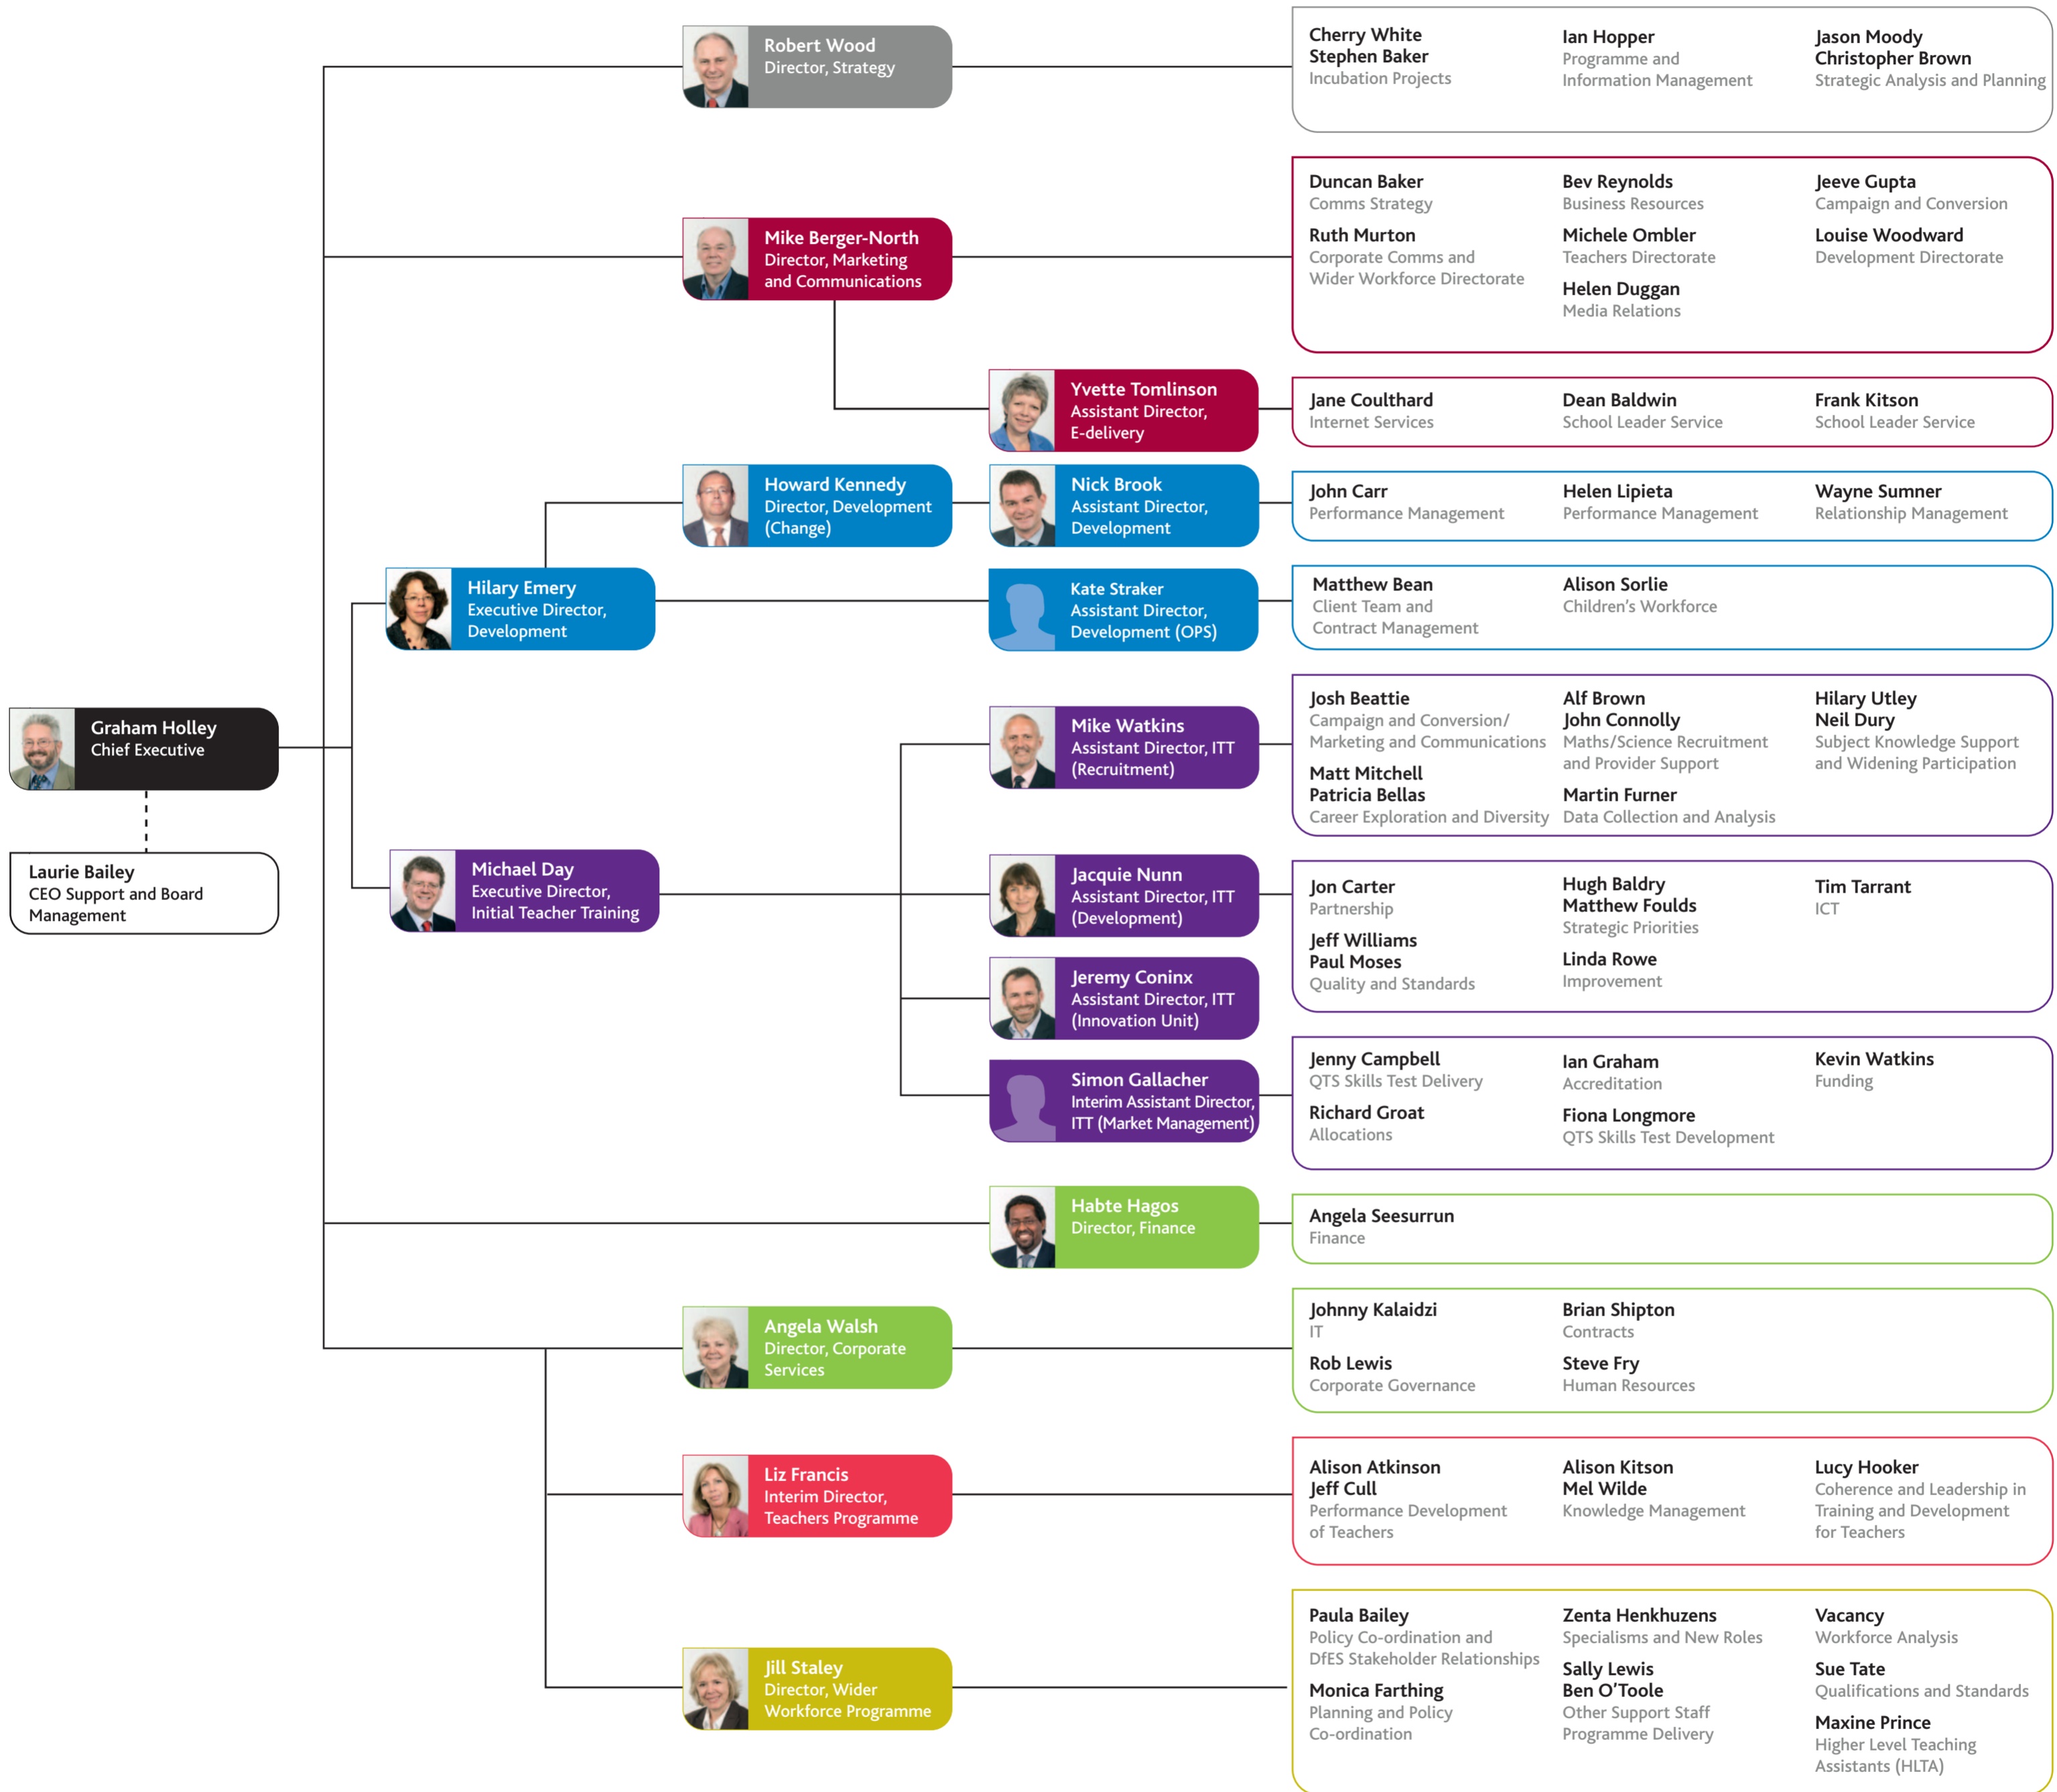 Robert Wood
Director, Strategy
Cherry White
Stephen Baker
Incubation Projects
Ian Hopper
Programme and
Information Management
Jason Moody
Christopher Brown
Strategic Analysis and Planning
Mike Berger-North
Director, Marketing
and Communications
Duncan Baker
Comms Strategy
Ruth Murton
Corporate Comms and
Wider Workforce Directorate
Bev Reynolds
Business Resources
Michele Ombler
Teachers Directorate
Helen Duggan
Media Relations
Jeeve Gupta
Campaign and Conversion
Louise Woodward
Development Directorate
Yvette Tomlinson
Assistant Director,
E-delivery
Jane Coulthard
Internet Services
Dean Baldwin
School Leader Service
Frank Kitson
School Leader Service
Howard Kennedy
Director, Development
(Change)
Nick Brook
Assistant Director,
Development
John Carr
Performance Management
Helen Lipieta
Performance Management
Wayne Sumner
Relationship Management
Hilary Emery
Executive Director,
Development
Kate Straker
Assistant Director,
Development (OPS)
Matthew Bean
Client Team and
Contract Management
Alison Sorlie
Children’s Workforce
Graham Holley
Chief Executive
Laurie Bailey
CEO Support and Board
Management
Michael Day
Executive Director,
Initial Teacher Training
Mike Watkins
Assistant Director, ITT
(Recruitment)
Josh Beattie
Campaign and Conversion/
Marketing and Communications
Matt Mitchell
Patricia Bellas
Career Exploration and Diversity
Alf Brown
John Connolly
Maths/Science Recruitment
and Provider Support
Martin Furner
Data Collection and Analysis
Hilary Utley
Neil Dury
Subject Knowledge Support
and Widening Participation
Jacquie Nunn
Assistant Director, ITT
(Development)
Jon Carter
Partnership
Jeff Williams
Paul Moses
Quality and Standards
Hugh Baldry
Matthew Foulds
Strategic Priorities
Linda Rowe
Improvement
Tim Tarrant
ICT
Jeremy Coninx
Assistant Director, ITT
(Innovation Unit)
Simon Gallacher
Interim Assistant Director,
ITT (Market Management)
Jenny Campbell
QTS Skills Test Delivery
Richard Groat
Allocations
Ian Graham
Accreditation
Fiona Longmore
QTS Skills Test Development
Kevin Watkins
Funding
Habte Hagos
Director, Finance
Angela Seesurrun
Finance
Angela Walsh
Director, Corporate
Services
Johnny Kalaidzi
IT
Rob Lewis
Corporate Governance
Brian Shipton
Contracts
Steve Fry
Human Resources
Liz Francis
Interim Director,
Teachers Programme
Alison Atkinson
Jeff Cull
Performance Development
of Teachers
Alison Kitson
Mel Wilde
Knowledge Management
Lucy Hooker
Coherence and Leadership in
Training and Development
for Teachers
Jill Staley
Director, Wider
Workforce Programme
Paula Bailey
Policy Co-ordination and
DfES Stakeholder Relationships
Monica Farthing
Planning and Policy
Co-ordination
Zenta Henkhuzens
Specialisms and New Roles
Sally Lewis
Ben O’Toole
Other Support Staff
Programme Delivery
Vacancy
Workforce Analysis
Sue Tate
Qualifications and Standards
Maxine Prince
Higher Level Teaching
Assistants (HLTA)